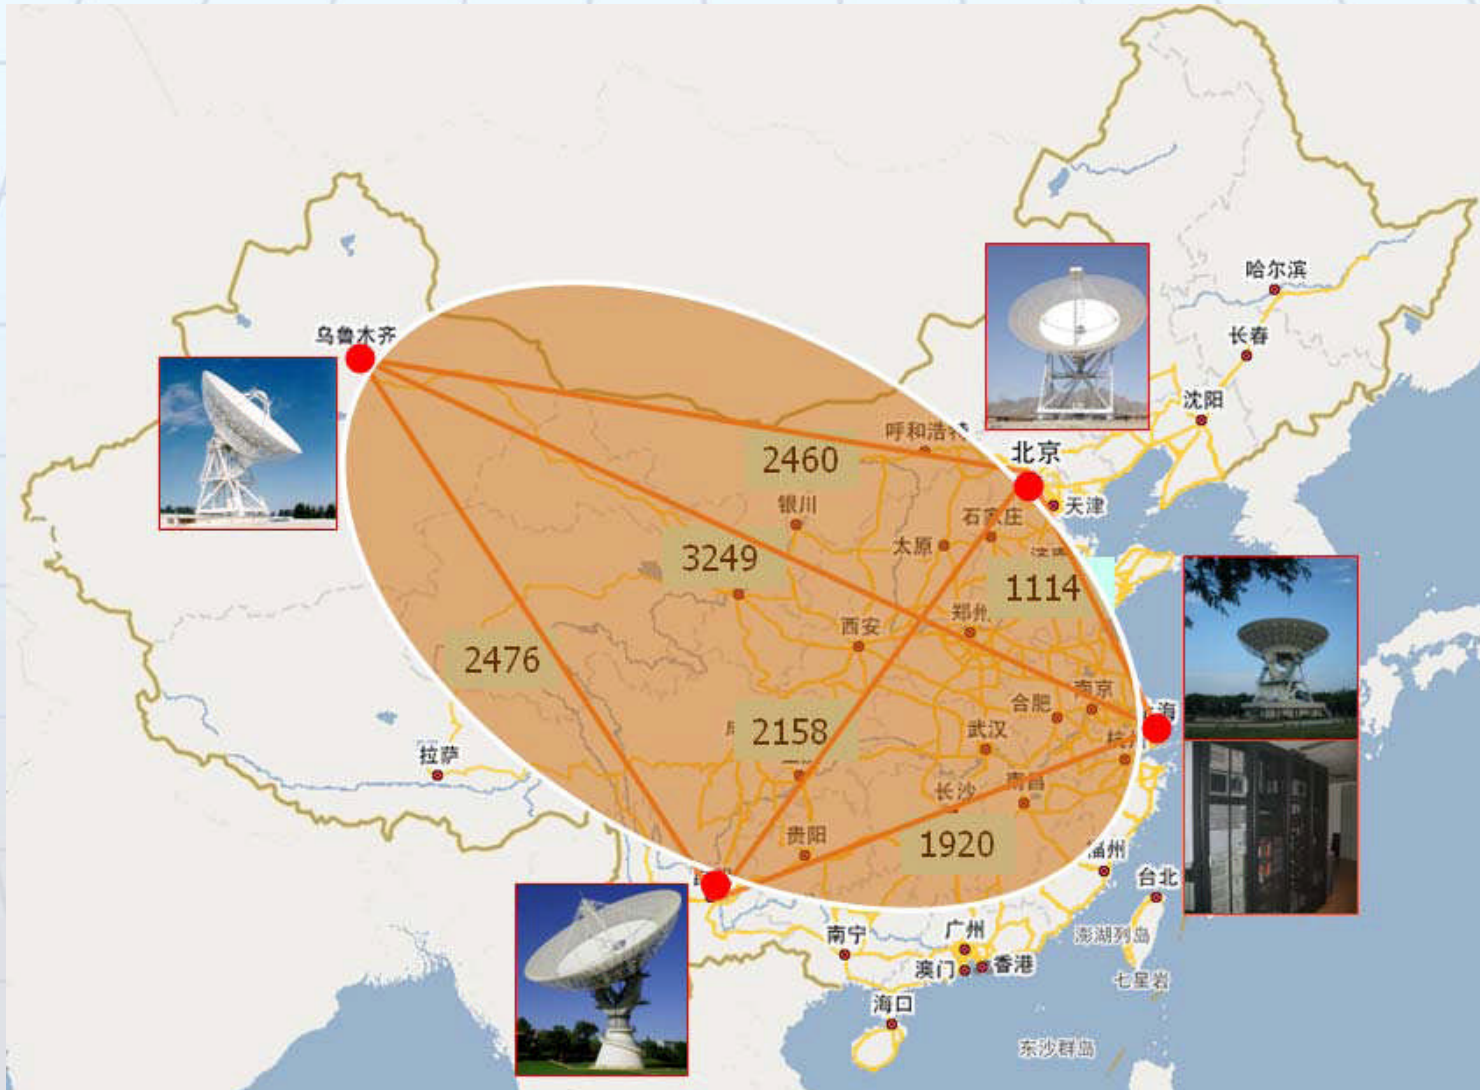 哈尔滨
乌鲁木齐
长春
沈阳
呼和浩特
北京
2460
天津
银川
石家庄
太原
3249
1114
郑州
西安
2476
南京
合肥
2158
武汉
杭州
拉萨
南昌
长沙
贵阳
1920
福州
台北
南宁
广州
澎湖列岛
澳门
香港
七星岩
海口
东沙群岛